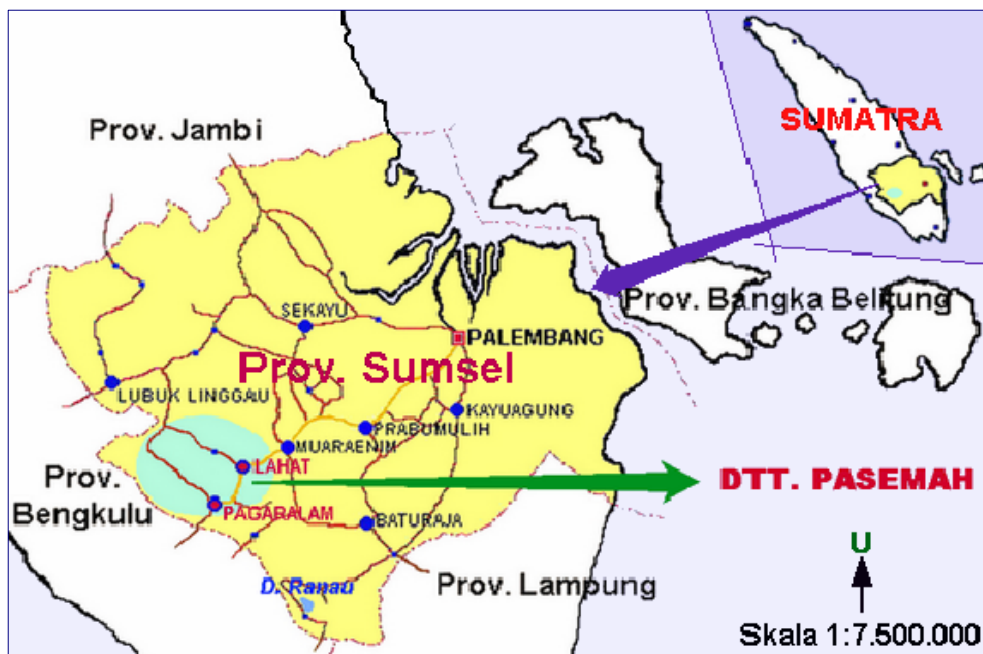 Prov. Jambi
SUMATRA
SEKAYU
Prov. Bangka Belitung
PALEMBANG
Prov. Sumsel
LUBUK LINGGAU
KAYUAGUNG
PRABUMULIH
MUARAENIM
LAHAT
Prov.
Bengkulu
DTT. PASEMAH
PAGARALAM
BATURAJA
U
D. Ranau
Prov. Lampung
Skala 1:7.500.000